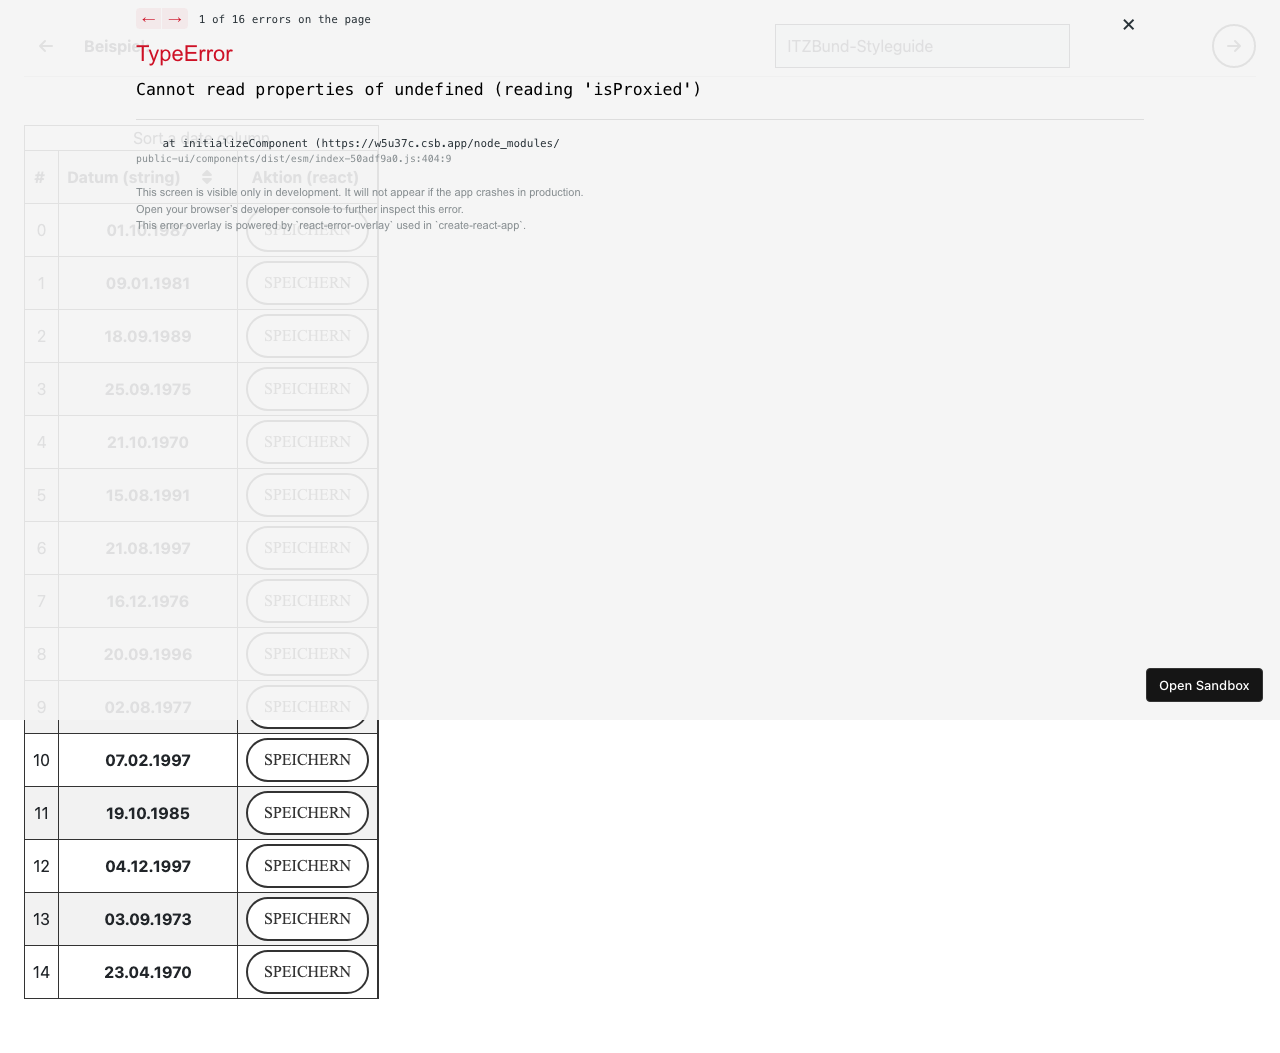 ← → 1 of 16 errors on the page ✕
← Beispiel ITZBund-Styleguide →
TypeError
Cannot read properties of undefined (reading 'isProxied')
Sort a date column
at initializeComponent (https://w5u37c.csb.app/node_modules/
public-ui/components/dist/esm/index-50adf9a0.js:404:9
# Datum (string) Aktion (react)
This screen is visible only in development. It will not appear if the app crashes in production.
Open your browser’s developer console to further inspect this error.
This error overlay is powered by `react-error-overlay` used in `create-react-app`.
0 01.10.1987 SPEICHERN
1 09.01.1981 SPEICHERN
2 18.09.1989 SPEICHERN
3 25.09.1975 SPEICHERN
4 21.10.1970 SPEICHERN
5 15.08.1991 SPEICHERN
6 21.08.1997 SPEICHERN
7 16.12.1976 SPEICHERN
8 20.09.1996 SPEICHERN
Open Sandbox
9 02.08.1977 SPEICHERN
10 07.02.1997 SPEICHERN
11 19.10.1985 SPEICHERN
12 04.12.1997 SPEICHERN
13 03.09.1973 SPEICHERN
14 23.04.1970 SPEICHERN